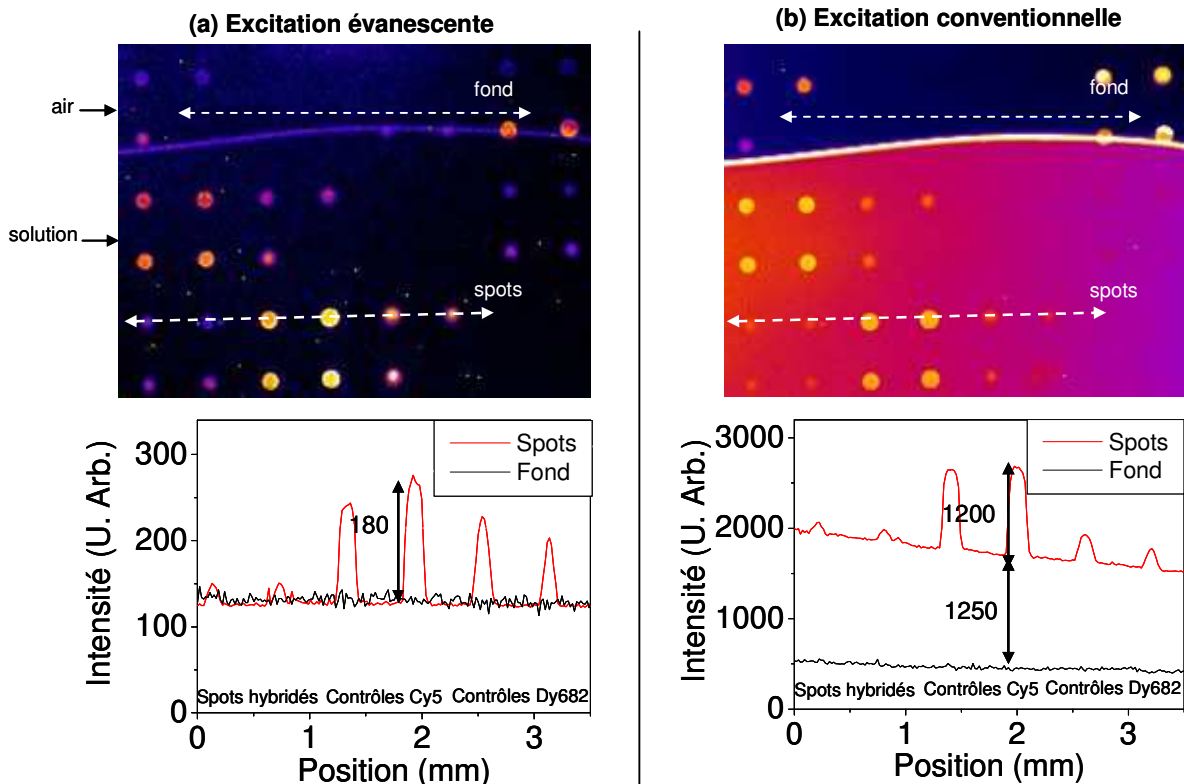 (a) Excitation évanescente
air
solution
fond
spots
Intensité (U. Arb.)
300
200
100
0
Spots
Fond
180
Spots hybridés Contrôles Cy5 Contrôles Dy682
0 1 2 3
Position (mm)
(b) Excitation conventionnelle
fond
spots
Intensité (U. Arb.)
3000
2000
1000
0
Spots
Fond
1200
1250
Spots hybridés Contrôles Cy5 Contrôles Dy682
0 1 2 3
Position (mm)